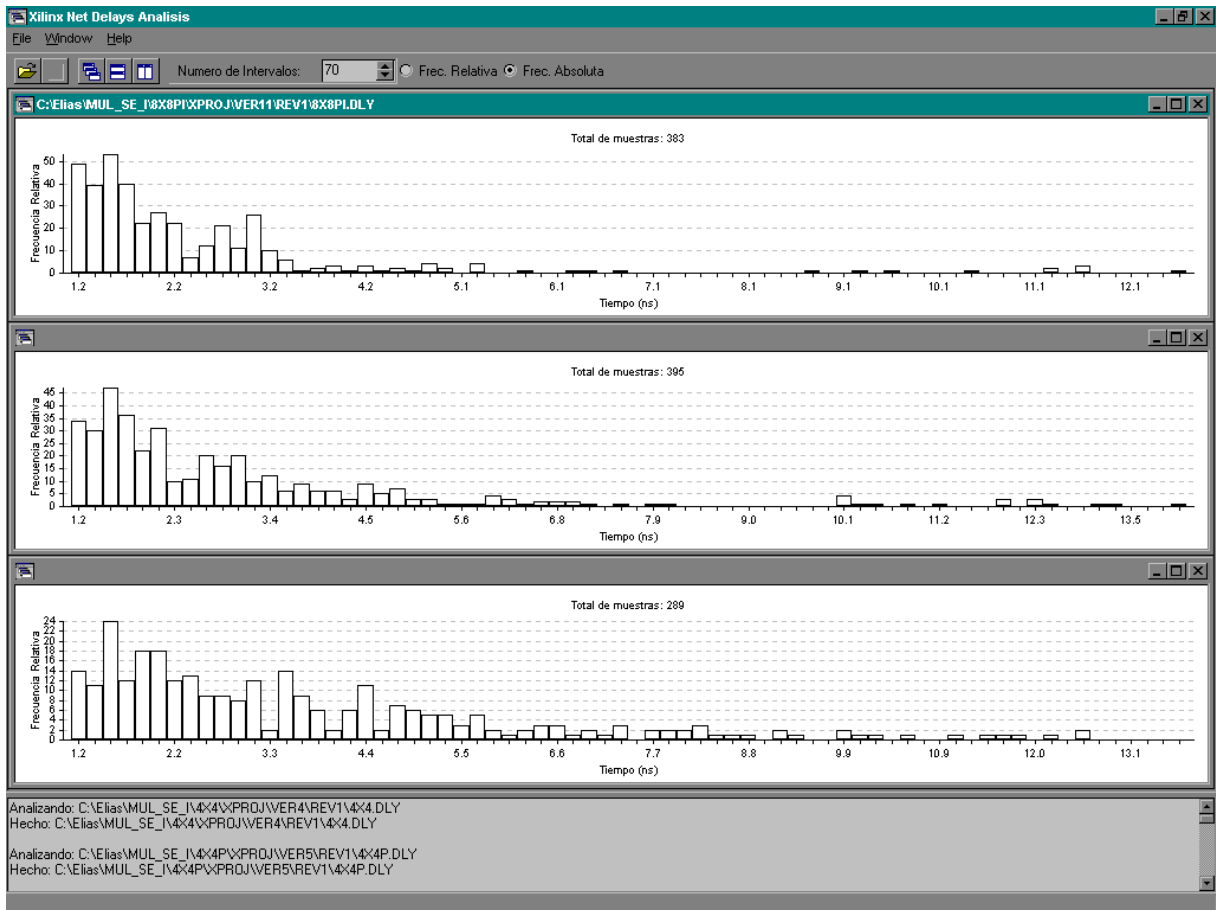 Xilinx Net Delays Analisis
File Window Help
Numero de Intervalos: 70 Frec. Relativa Frec. Absoluta
C:\Elias\MUL_SE_I\8X8PI\XPROJ\VER11\REV1\8X8PI.DLY
Total de muestras: 383
Frecuencia Relativa
50
40
30
20
10
0
1.2 2.2 3.2 4.2 5.1 6.1 7.1 8.1 9.1 10.1 11.1 12.1
Tiempo (ns)
Total de muestras: 395
Frecuencia Relativa
45
40
35
30
25
20
15
10
5
0
1.2 2.3 3.4 4.5 5.6 6.8 7.9 9.0 10.1 11.2 12.3 13.5
Tiempo (ns)
Total de muestras: 289
Frecuencia Relativa
24
22
20
18
16
14
12
10
8
6
4
2
0
1.2 2.2 3.3 4.4 5.5 6.6 7.7 8.8 9.9 10.9 12.0 13.1
Tiempo (ns)
Analizando: C:\Elias\MUL_SE_I\4X4\XPROJ\VER4\REV1\4X4.DLY
Hecho: C:\Elias\MUL_SE_I\4X4\XPROJ\VER4\REV1\4X4.DLY
Analizando: C:\Elias\MUL_SE_I\4X4P\XPROJ\VER5\REV1\4X4P.DLY
Hecho: C:\Elias\MUL_SE_I\4X4P\XPROJ\VER5\REV1\4X4P.DLY